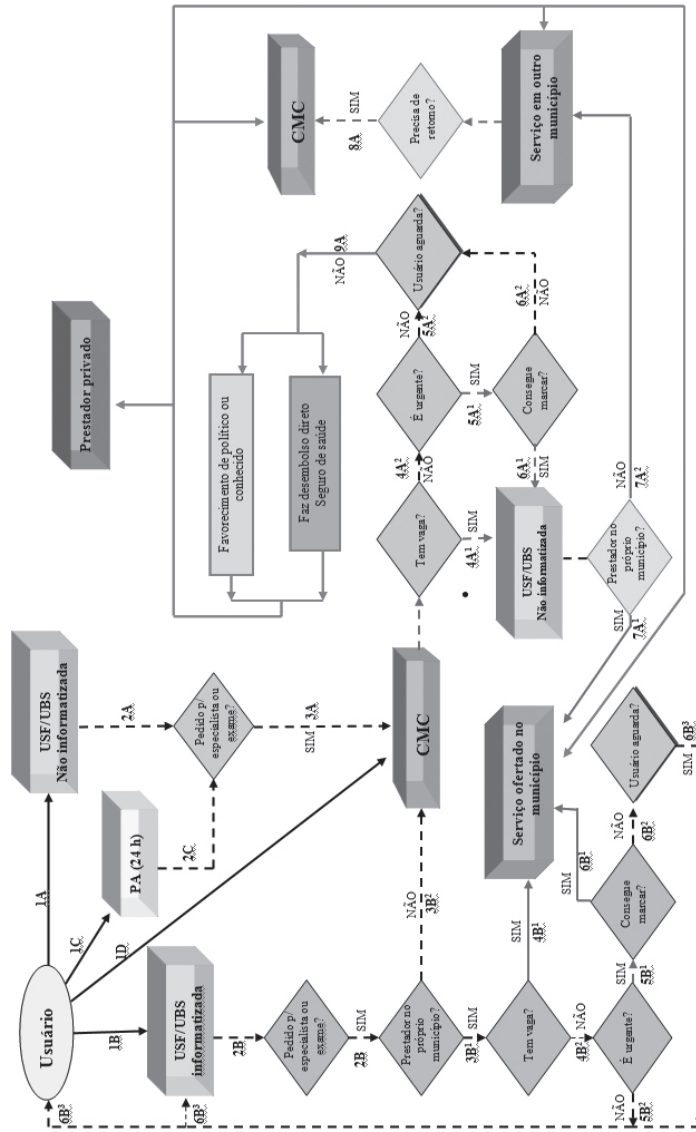 Usuário
1A
1C
1D
1B
6B³
6B³
USF/UBS
Não informatizada
2A
Pedido p/
especialista ou
exame?
SIM
3A
PA (24 h)
2C
CMC
USF/UBS
informatizada
2B
Pedido p/
especialista ou
exame?
SIM
2B
Prestador no
próprio
município?
NÃO
3B²
SIM
3B¹
Tem vaga?
SIM
4B¹
NÃO
4B²
É urgente?
5B²
NÃO
SIM
5B¹
Consegue
marcar?
SIM
6B¹
NÃO
6B²
Usuário aguarda?
SIM
6B³
Serviço ofertado no
município
Tem vaga?
4A²
NÃO
SIM
4A¹
É urgente?
NÃO
5A²
SIM
5A¹
Consegue
marcar?
6A¹
SIM
6A²
NÃO
Usuário aguarda?
NÃO
9A
USF/UBS
Não informatizada
Prestador no
próprio
município?
SIM
7A¹
NÃO
7A²
Favorecimento de político ou
conhecido
Faz desembolso direto
Seguro de saúde
Prestador privado
Serviço em outro
município
Precisa de
retorno?
8A
SIM
CMC